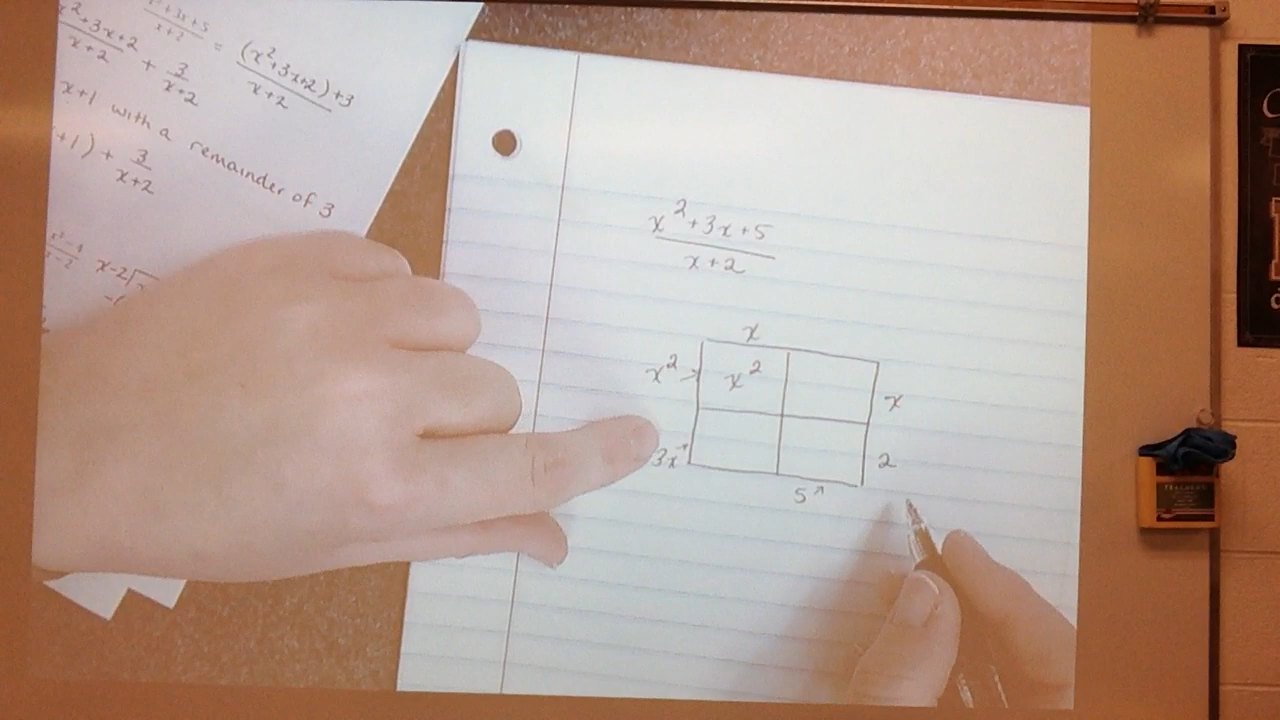 x²+3x+5 / x+2 = (x²+3x+2)+3 / x+2
x²+3x+2 / x+2 + 3 / x+2
x+1 with a remainder of 3
+1) + 3 / x+2
x-2
x²+3x+5
x+2
x
x² x² x
3x 2
5